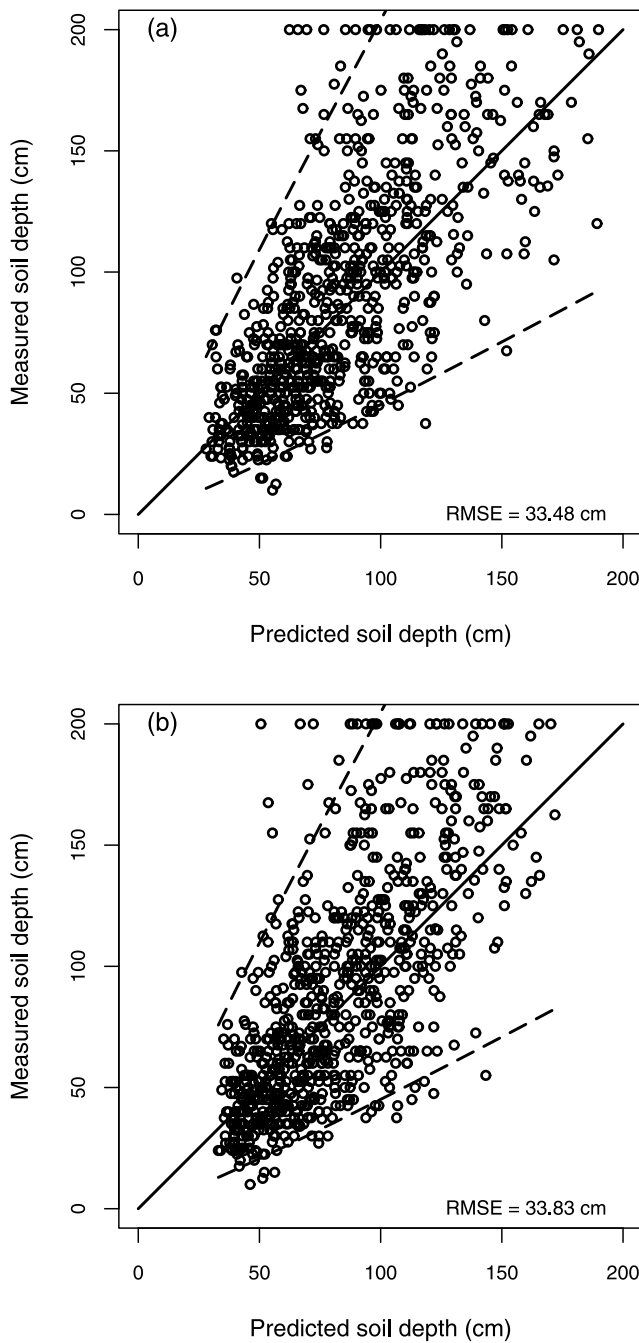 (a)
Measured soil depth (cm)
200
150
100
50
0
RMSE = 33.48 cm
0 50 100 150 200
Predicted soil depth (cm)
(b)
Measured soil depth (cm)
200
150
100
50
0
RMSE = 33.83 cm
0 50 100 150 200
Predicted soil depth (cm)